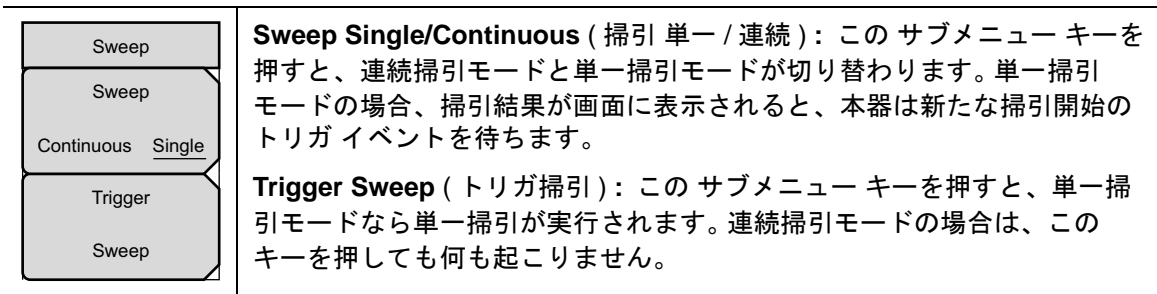 Sweep
Sweep
Continuous Single
Trigger
Sweep
Sweep Single/Continuous ( 掃引 単一 / 連続 ) : この サブメニュー キーを
押すと、連続掃引モードと単一掃引モードが切り替わります。単一掃引
モードの場合、掃引結果が画面に表示されると、本器は新たな掃引開始の
トリガ イベントを待ちます。
Trigger Sweep ( トリガ掃引 ) : この サブメニュー キーを押すと、単一掃
引モードなら単一掃引が実行されます。連続掃引モードの場合は、この
キーを押しても何も起こりません。